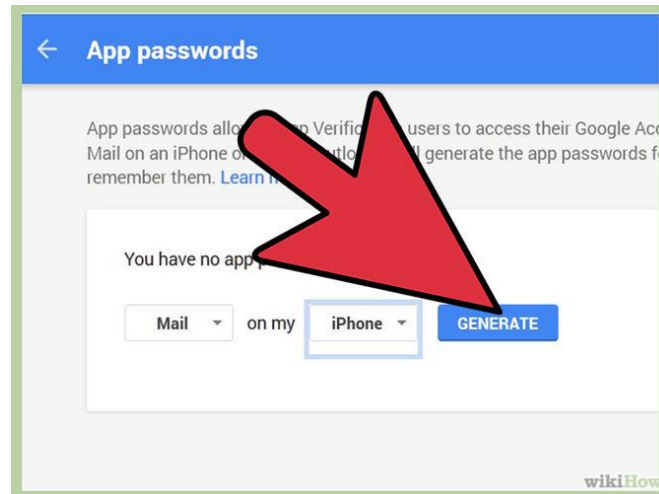 App passwords
App passwords allo Verific users to access their Google Acc
Mail on an iPhone o utlo ll generate the app passwords f
remember them. Learn
You have no app
Mail on my iPhone GENERATE
wikiHow